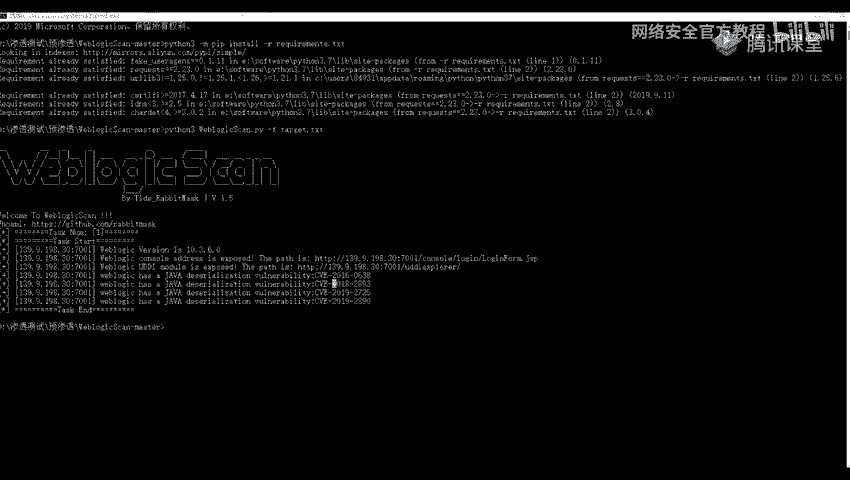 (c) 2019 Microsoft Corporation. 保留所有权利。
网络安全官方教程
腾讯课堂
D:\渗透测试\预渗透\WeblogicScan-master>python3 -m pip install -r requirements.txt
Looking in indexes: http://mirrors.aliyun.com/pypi/simple/
Requirement already satisfied: fake_useragent==0.1.11 in e:\software\python3.7\lib\site-packages (from -r requirements.txt (line 1)) (0.1.11)
Requirement already satisfied: requests==2.23.0 in e:\software\python3.7\lib\site-packages (from -r requirements.txt (line 2)) (2.23.0)
Requirement already satisfied: urllib3!=1.25.0,!=1.25.1,<1.26,>=1.21.1 in c:\users\84931\appdata\roaming\python\python37\site-packages (from requests==2.23.0->-r requirements.txt (line 2)) (1.25.6)
Requirement already satisfied: certifi>=2017.4.17 in e:\software\python3.7\lib\site-packages (from requests==2.23.0->-r requirements.txt (line 2)) (2019.9.11)
Requirement already satisfied: idna<3,>=2.5 in e:\software\python3.7\lib\site-packages (from requests==2.23.0->-r requirements.txt (line 2)) (2.8)
Requirement already satisfied: chardet<4,>=3.0.2 in e:\software\python3.7\lib\site-packages (from requests==2.23.0->-r requirements.txt (line 2)) (3.0.4)
D:\渗透测试\预渗透\WeblogicScan-master>python3 WeblogicScan.py -f target.txt
Weblogic Scan
By Tide_RabbitMask | V 1.5
Welcome To WeblogicScan !!!
Whoami: https://github.com/rabbitmask
[*] ========Task Num: [1]========
[*] =========Task Start=========
[+] [139.9.198.30:7001] Weblogic Version Is 10.3.6.0
[+] [139.9.198.30:7001] Weblogic console address is exposed! The path is: http://139.9.198.30:7001/console/login/LoginForm.jsp
[+] [139.9.198.30:7001] Weblogic UDDI module is exposed! The path is: http://139.9.198.30:7001/uddiexplorer/
[+] [139.9.198.30:7001] weblogic has a JAVA deserialization vulnerability:CVE-2016-0638
[+] [139.9.198.30:7001] weblogic has a JAVA deserialization vulnerability:CVE-2018-2893
[+] [139.9.198.30:7001] weblogic has a JAVA deserialization vulnerability:CVE-2019-2725
[+] [139.9.198.30:7001] weblogic has a JAVA deserialization vulnerability:CVE-2019-2890
[*] ==========Task End==========
D:\渗透测试\预渗透\WeblogicScan-master>